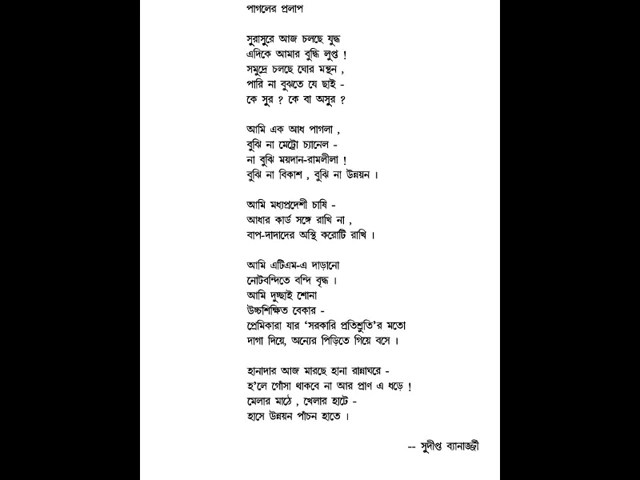 পাগলের প্রলাপ
সুরাসুরে আজ চলছে যুদ্ধ
এদিকে আমার বুদ্ধি লুপ্ত !
সমুদ্রে চলছে ঘোর মন্থন ,
পারি না বুঝতে যে ছাই -
কে সুর ? কে বা অসুর ?
আমি এক আধ পাগলা ,
বুঝি না মেট্রো চ্যানেল -
না বুঝি ময়দান-রামলীলা !
বুঝি না বিকাশ , বুঝি না উন্নয়ন ।
আমি মধ্যপ্রদেশী চাষি -
আধার কার্ড সঙ্গে রাখি না ,
বাপ-দাদাদের অস্থি করোটি রাখি ।
আমি এটিএম-এ দাড়ানো
নোটবন্দিতে বন্দি বৃদ্ধ ।
আমি দুচ্ছাই শোনা
উচ্চশিক্ষিত বেকার -
প্রেমিকারা যার ‘সরকারি প্রতিশ্রুতি’র মতো
দাগা দিয়ে, অন্যের পিড়িতে গিয়ে বসে ।
হানাদার আজ মারছে হানা রান্নাঘরে -
হ'লে গোঁসা থাকবে না আর প্রাণ এ ধড়ে !
মেলার মাঠে , খেলার হাটে -
হাসে উন্নয়ন পাঁচন হাতে ।
-- সুদীপ্ত ব্যানার্জ্জী